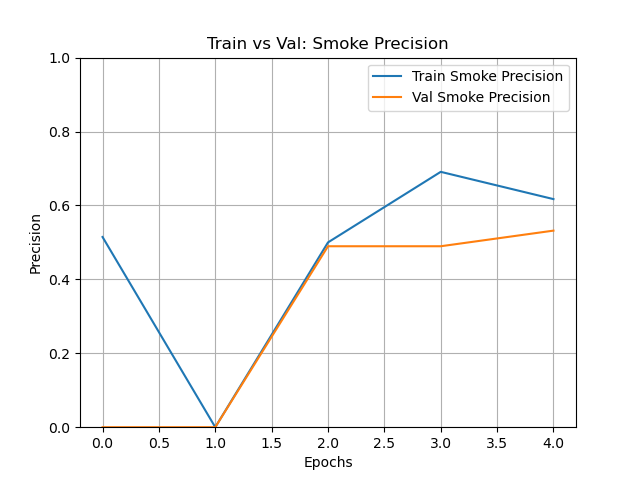 Train vs Val: Smoke Precision
Train Smoke Precision
Val Smoke Precision
Precision
1.0
0.8
0.6
0.4
0.2
0.0
0.0 0.5 1.0 1.5 2.0 2.5 3.0 3.5 4.0
Epochs